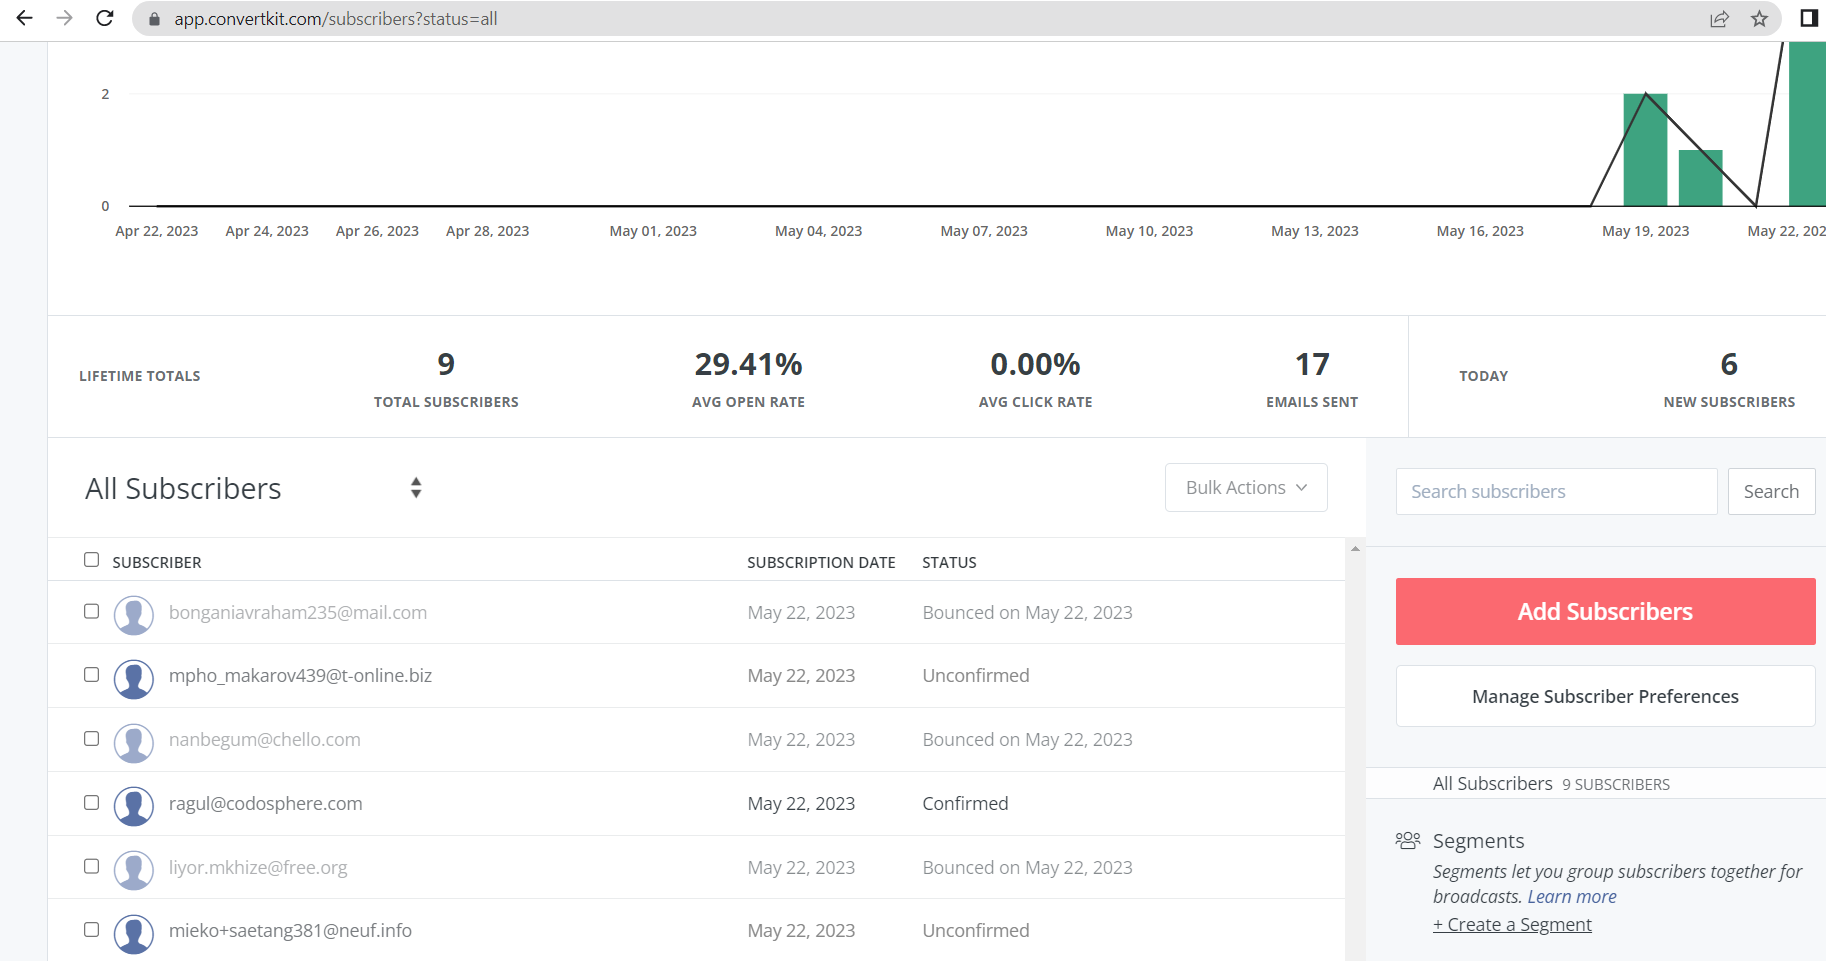 app.convertkit.com/subscribers?status=all
2
0
Apr 22, 2023 Apr 24, 2023 Apr 26, 2023 Apr 28, 2023 May 01, 2023 May 04, 2023 May 07, 2023 May 10, 2023 May 13, 2023 May 16, 2023 May 19, 2023 May 22, 202
LIFETIME TOTALS
9
TOTAL SUBSCRIBERS
29.41%
AVG OPEN RATE
0.00%
AVG CLICK RATE
17
EMAILS SENT
TODAY
6
NEW SUBSCRIBERS
All Subscribers
Bulk Actions
SUBSCRIBER SUBSCRIPTION DATE STATUS
bonganiavraham235@mail.com May 22, 2023 Bounced on May 22, 2023
mpho_makarov439@t-online.biz May 22, 2023 Unconfirmed
nanbegum@chello.com May 22, 2023 Bounced on May 22, 2023
ragul@codosphere.com May 22, 2023 Confirmed
liyor.mkhize@free.org May 22, 2023 Bounced on May 22, 2023
mieko+saetang381@neuf.info May 22, 2023 Unconfirmed
Search subscribers Search
Add Subscribers
Manage Subscriber Preferences
All Subscribers 9 SUBSCRIBERS
Segments
Segments let you group subscribers together for
broadcasts. Learn more
+ Create a Segment